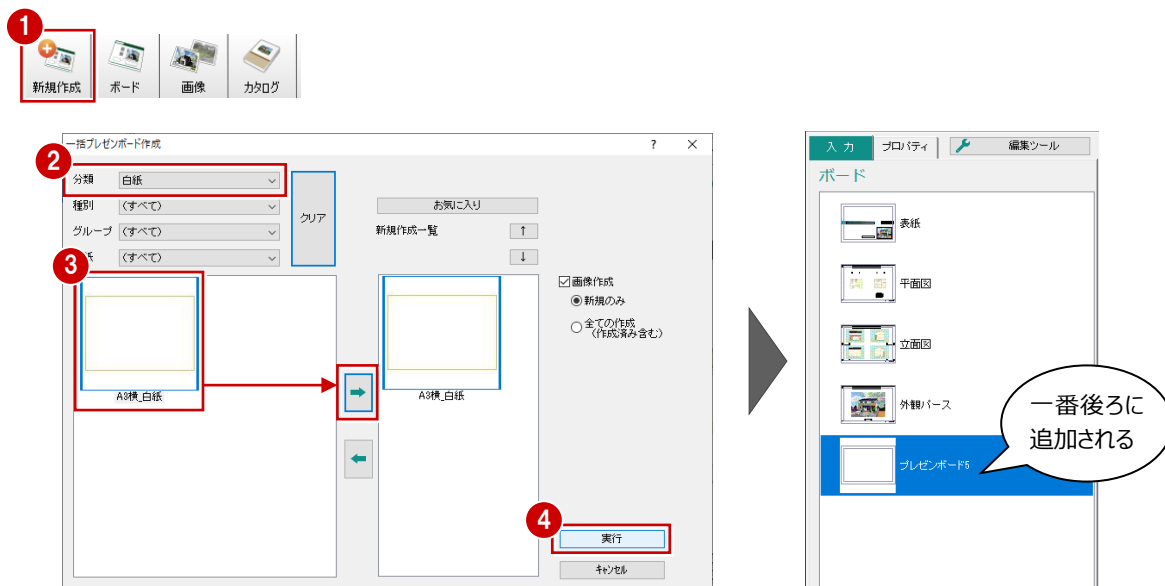 1
新規作成 ボード 画像 カタログ
一括プレゼンボード作成 ? ×
2
分類 白紙
種別 (すべて)
グループ (すべて)
(すべて)
クリア
お気に入り
新規作成一覧 ↑
↓
3
A3横_白紙
A3横_白紙
画像作成
新規のみ
全ての作成
(作成済み含む)
4
実行
キャンセル
入 力 プロパティ 編集ツール
ボード
表紙
平面図
立面図
外観パース
プレゼンボード5
一番後ろに
追加される